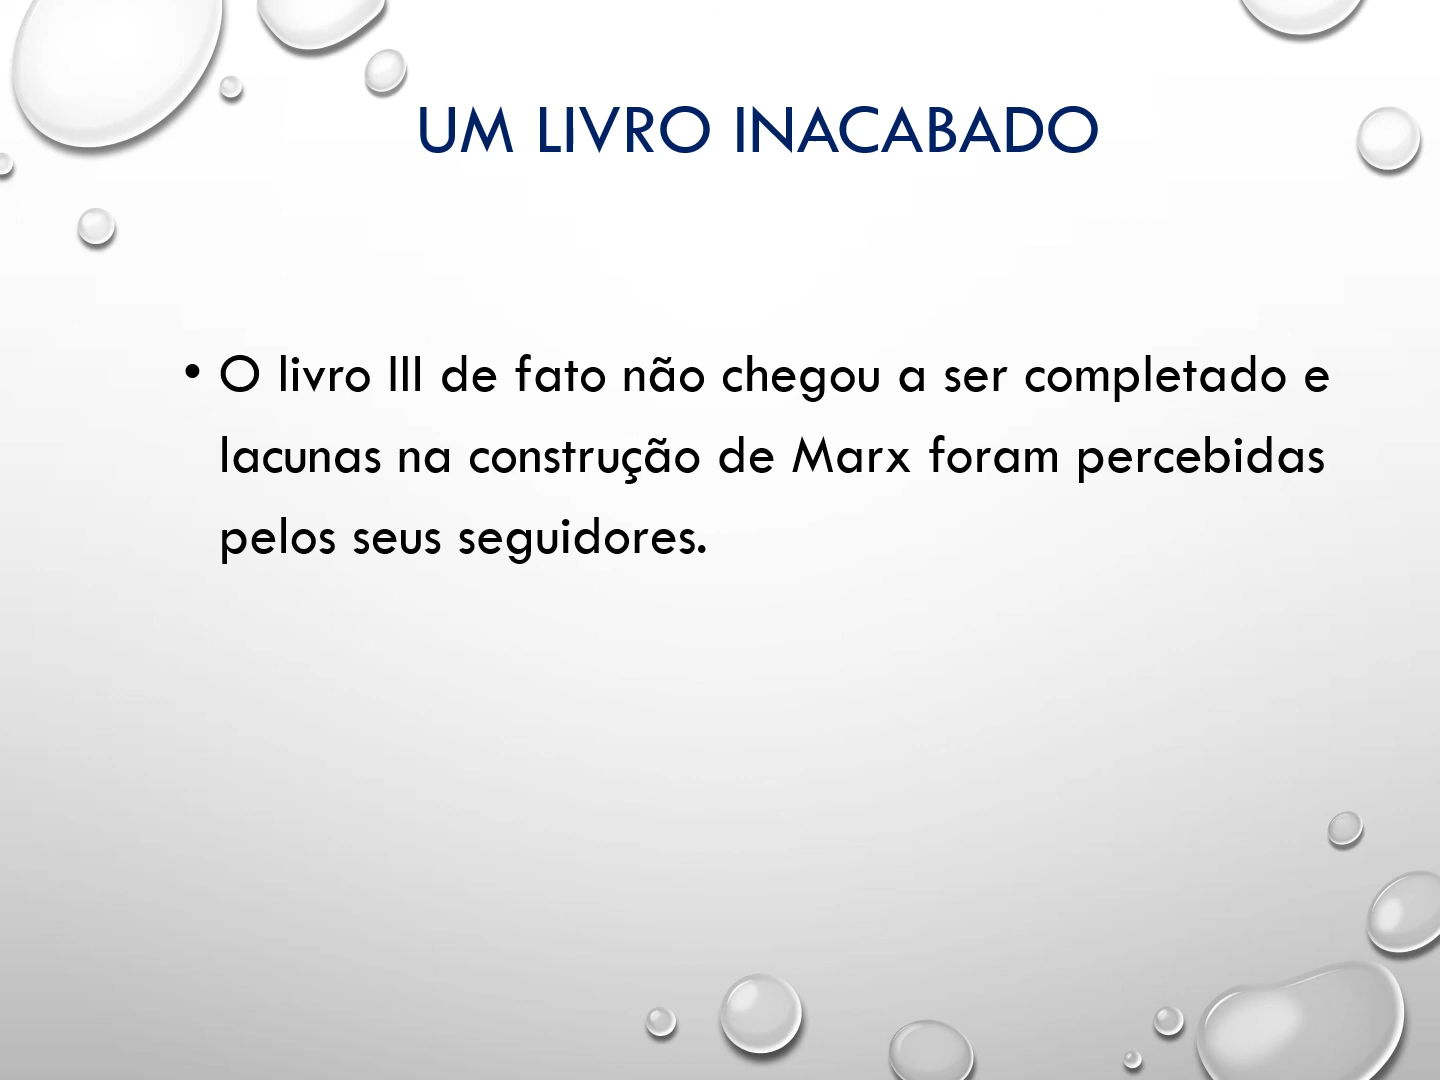 UM LIVRO INACABADO
• O livro III de fato não chegou a ser completado e
lacunas na construção de Marx foram percebidas
pelos seus seguidores.